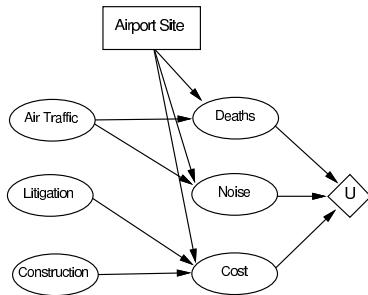 Airport Site
Air Traffic
Deaths
Litigation
Noise
U
Construction
Cost